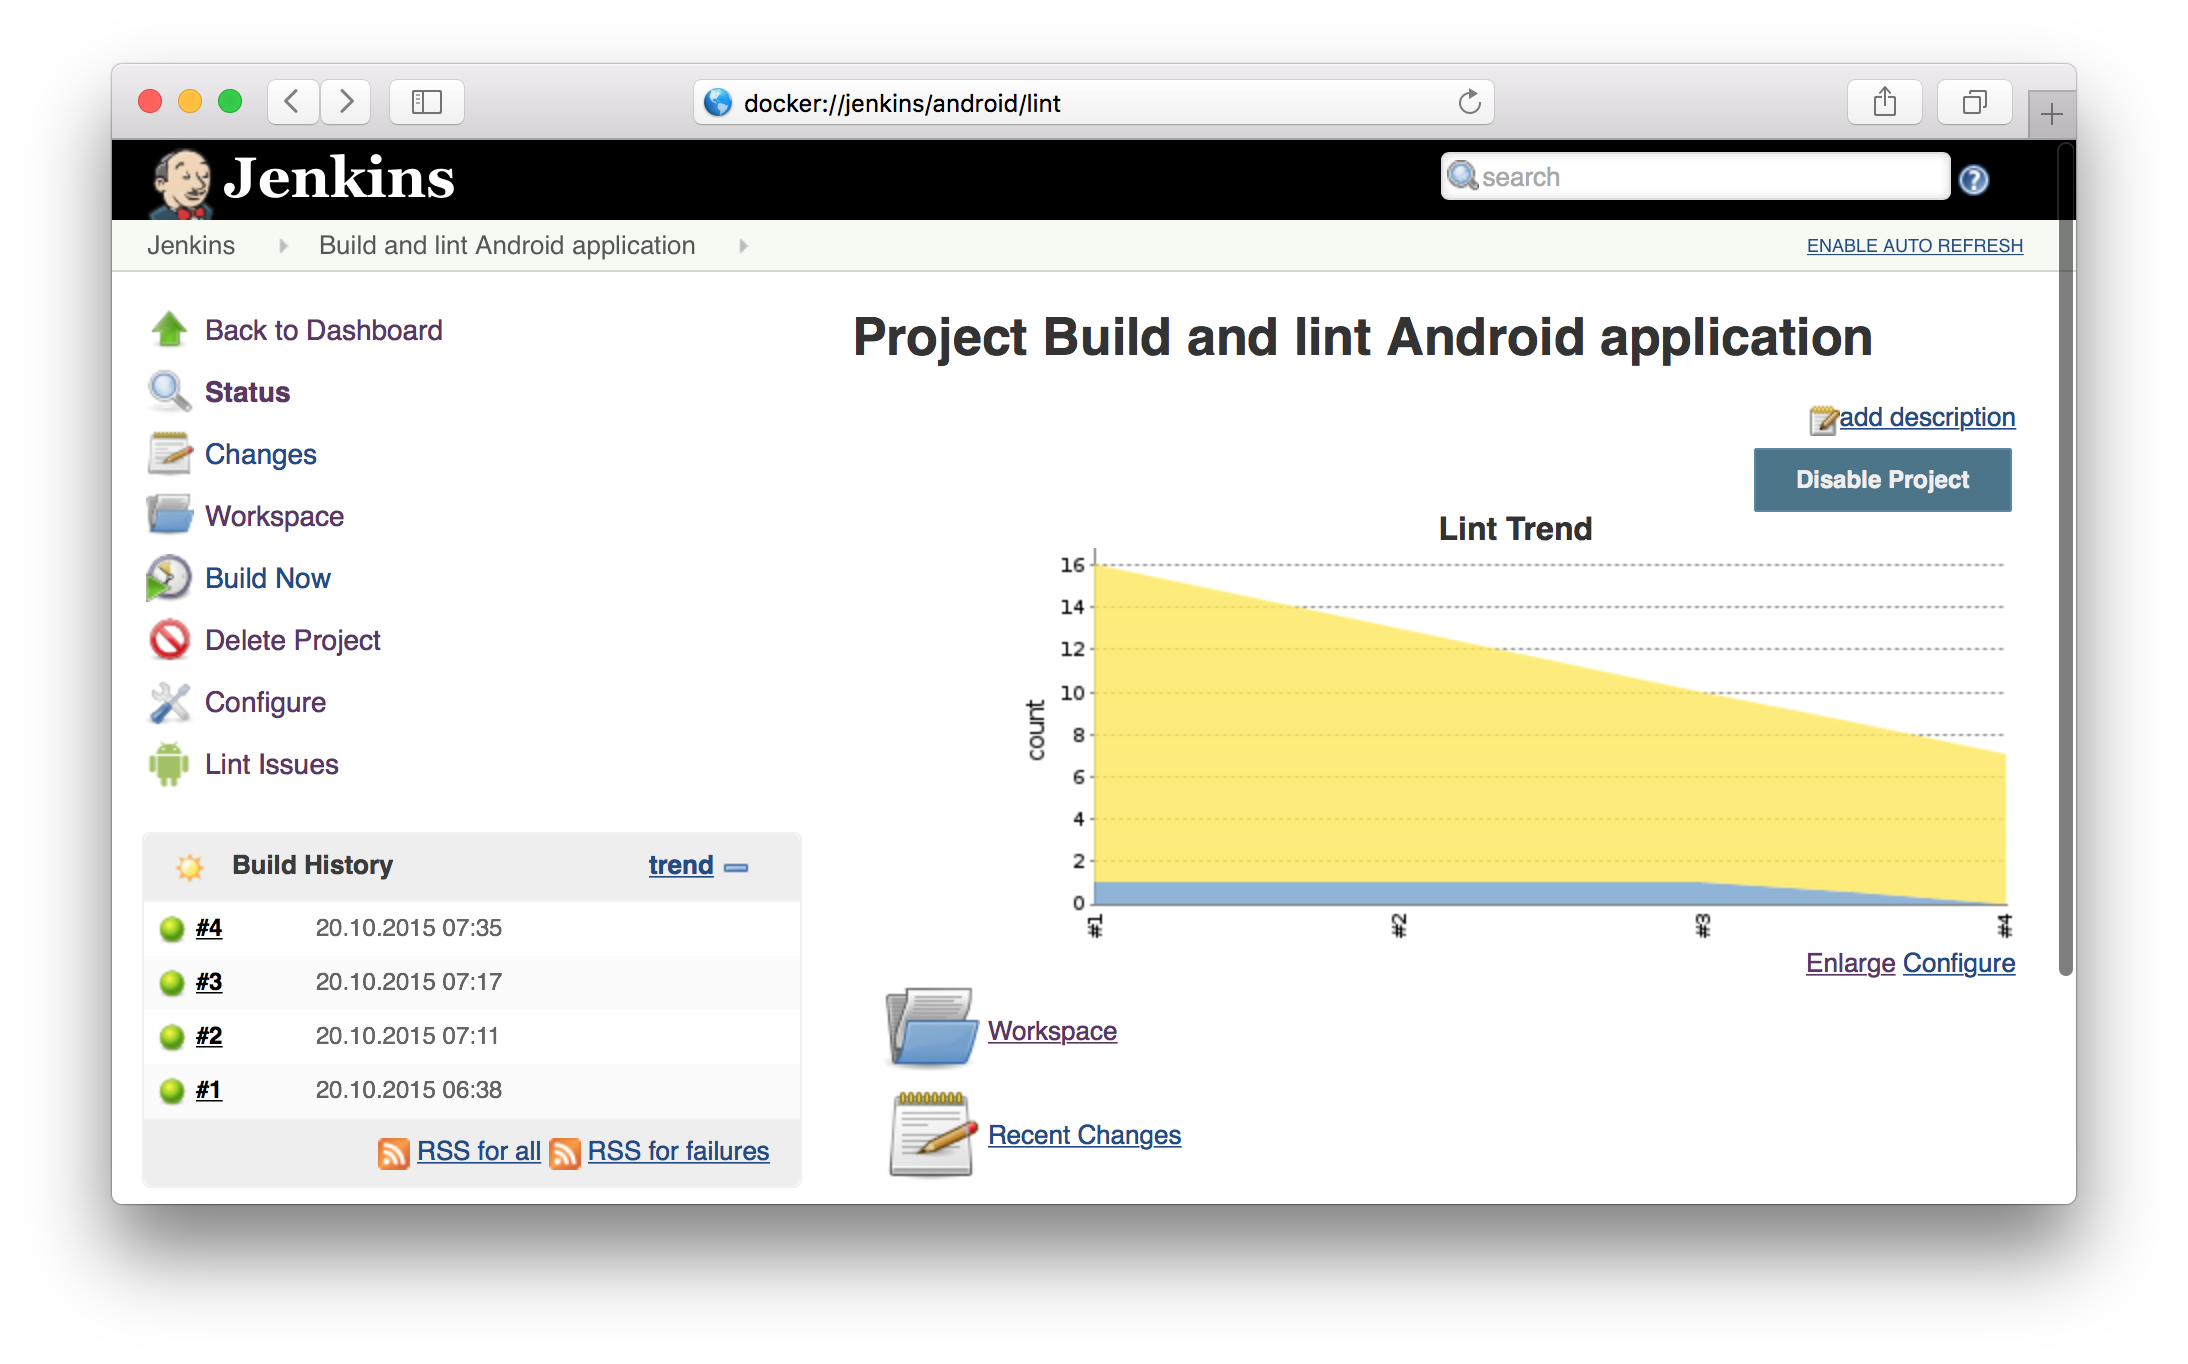 docker://jenkins/android/lint
Jenkins
search
Jenkins
Build and lint Android application
ENABLE AUTO REFRESH
Back to Dashboard
Status
Changes
Workspace
Build Now
Delete Project
Configure
Lint Issues
Build History
trend
#4 20.10.2015 07:35
#3 20.10.2015 07:17
#2 20.10.2015 07:11
#1 20.10.2015 06:38
RSS for all RSS for failures
Project Build and lint Android application
add description
Disable Project
Lint Trend
16
14
12
10
8
6
4
2
0
count
#1 #2 #3 #4
Enlarge Configure
Workspace
Recent Changes